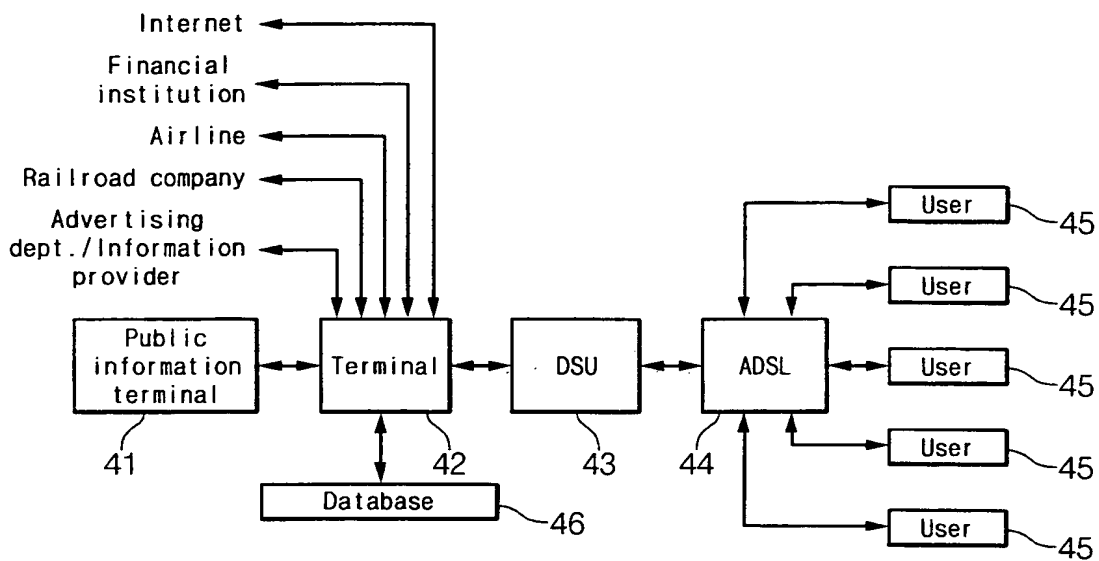 Internet
Financial
institution
Airline
Railroad company
Advertising
dept./Information
provider
Public
information
terminal
Terminal
DSU
ADSL
User
45
User
45
User
45
User
45
User
45
41
42
43
44
Database
46